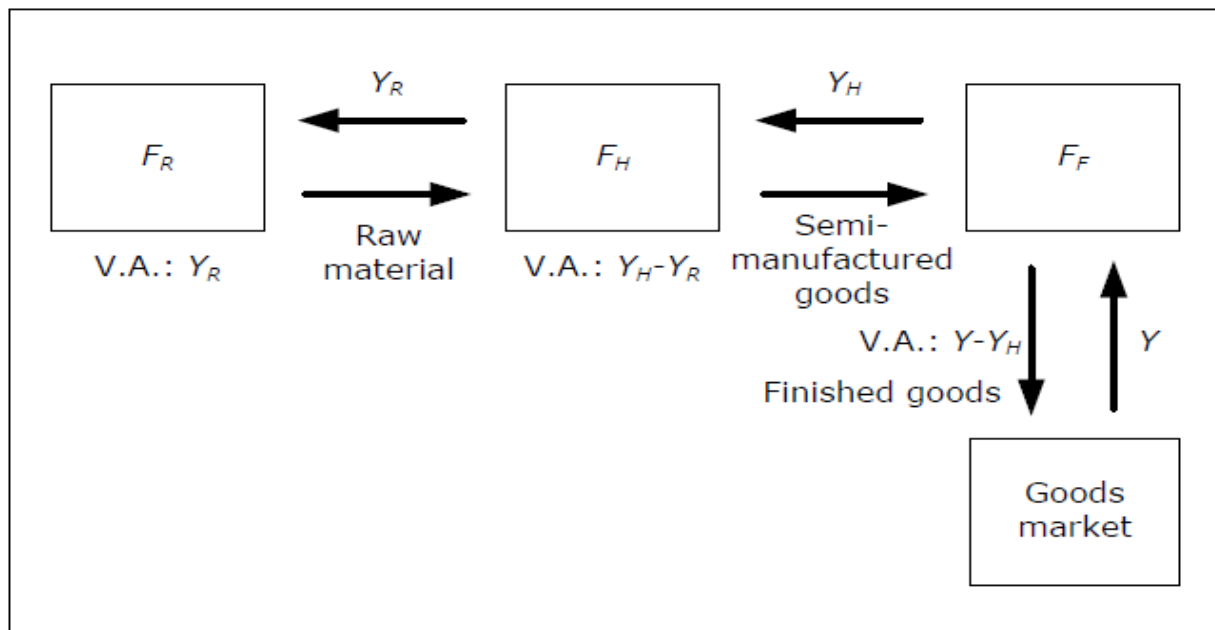 Y_R
Y_H
F_R
F_H
F_F
Raw
material
Semi-
manufactured
goods
V.A.: Y_R
V.A.: Y_H-Y_R
V.A.: Y-Y_H
Y
Finished goods
Goods
market